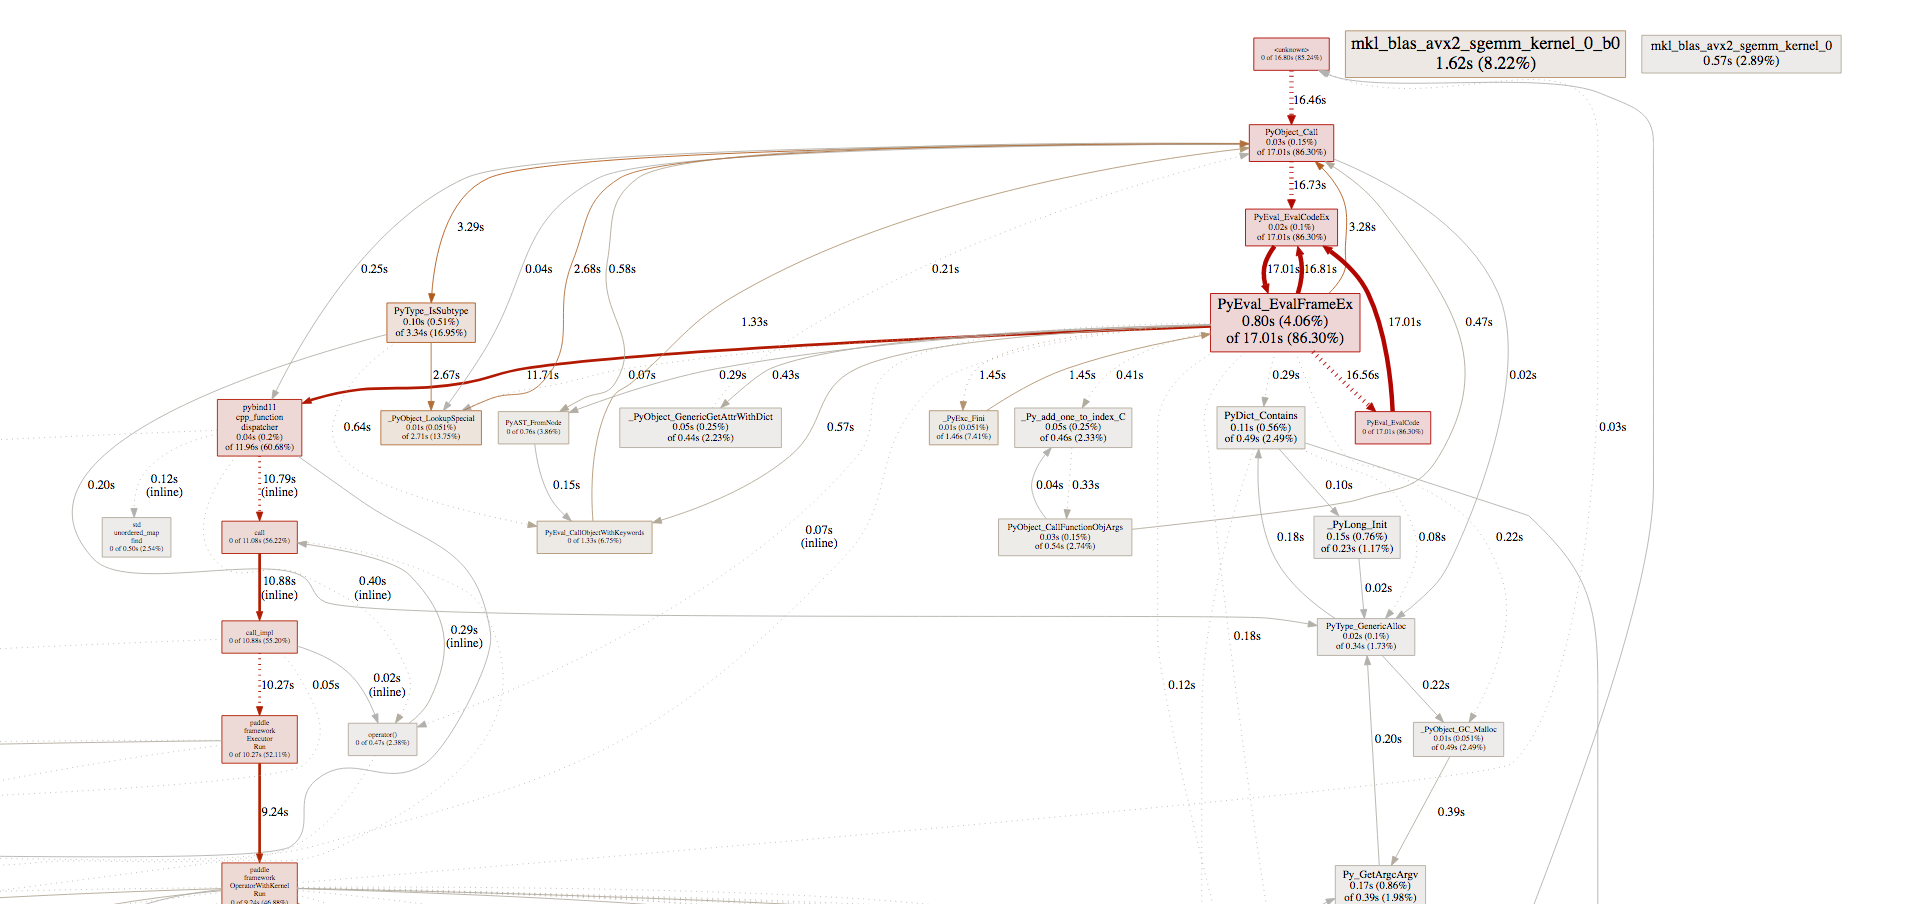 <unknown>
0 of 16.80s (85.24%)
mkl_blas_avx2_sgemm_kernel_0_b0
1.62s (8.22%)
mkl_blas_avx2_sgemm_kernel_0
0.57s (2.89%)
16.46s
PyObject_Call
0.03s (0.15%)
of 17.01s (86.30%)
16.73s
PyEval_EvalCodeEx
0.02s (0.1%)
of 17.01s (86.30%)
3.29s
3.28s
0.25s
0.04s
2.68s
0.58s
0.21s
17.01s
16.81s
PyType_IsSubtype
0.10s (0.51%)
of 3.34s (16.95%)
PyEval_EvalFrameEx
0.80s (4.06%)
of 17.01s (86.30%)
1.33s
17.01s
0.47s
2.67s
11.71s
0.07s
0.29s
0.43s
1.45s
1.45s
0.41s
0.29s
16.56s
0.02s
pybind11
cpp_function
dispatcher
0.04s (0.2%)
of 11.96s (60.68%)
_PyObject_LookupSpecial
0.01s (0.051%)
of 2.71s (13.75%)
PyAST_FromNode
0 of 0.76s (3.86%)
_PyObject_GenericGetAttrWithDict
0.05s (0.25%)
of 0.44s (2.23%)
_PyExc_Fini
0.01s (0.051%)
of 1.46s (7.41%)
_Py_add_one_to_index_C
0.05s (0.25%)
of 0.46s (2.33%)
PyDict_Contains
0.11s (0.56%)
of 0.49s (2.49%)
PyEval_EvalCode
0 of 17.01s (86.30%)
0.64s
0.57s
0.03s
0.20s
0.12s
(inline)
10.79s
(inline)
0.15s
0.04s
0.33s
0.10s
std
unordered_map
find
0 of 0.50s (2.54%)
call
0 of 11.08s (56.22%)
PyEval_CallObjectWithKeywords
0 of 1.33s (6.75%)
0.07s
(inline)
PyObject_CallFunctionObjArgs
0.03s (0.15%)
of 0.54s (2.74%)
0.18s
_PyLong_Init
0.15s (0.76%)
of 0.23s (1.17%)
0.08s
0.22s
10.88s
(inline)
0.40s
(inline)
0.02s
call_impl
0 of 10.88s (55.20%)
0.29s
(inline)
0.18s
PyType_GenericAlloc
0.02s (0.1%)
of 0.34s (1.73%)
10.27s
0.05s
0.02s
(inline)
0.12s
0.22s
paddle
framework
Executor
Run
0 of 10.27s (52.11%)
operator()
0 of 0.47s (2.38%)
0.20s
_PyObject_GC_Malloc
0.01s (0.051%)
of 0.49s (2.49%)
9.24s
0.39s
paddle
framework
OperatorWithKernel
Run
0 of 9.24s (46.88%)
Py_GetArgcArgv
0.17s (0.86%)
of 0.39s (1.98%)